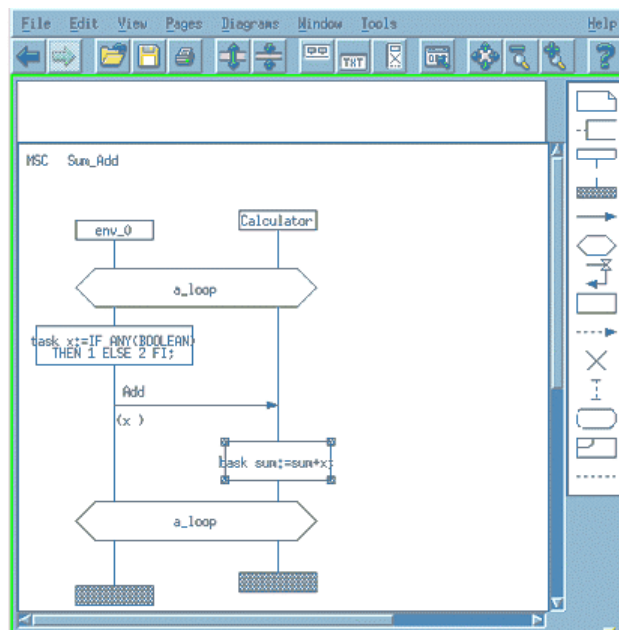 File Edit View Pages Diagrams Window Tools Help
TXT
MSC Sum_Add
env_0
Calculator
a_loop
task x:=IF ANY(BOOLEAN)
THEN 1 ELSE 2 FI;
Add
(x )
task sum:=sum+x;
a_loop